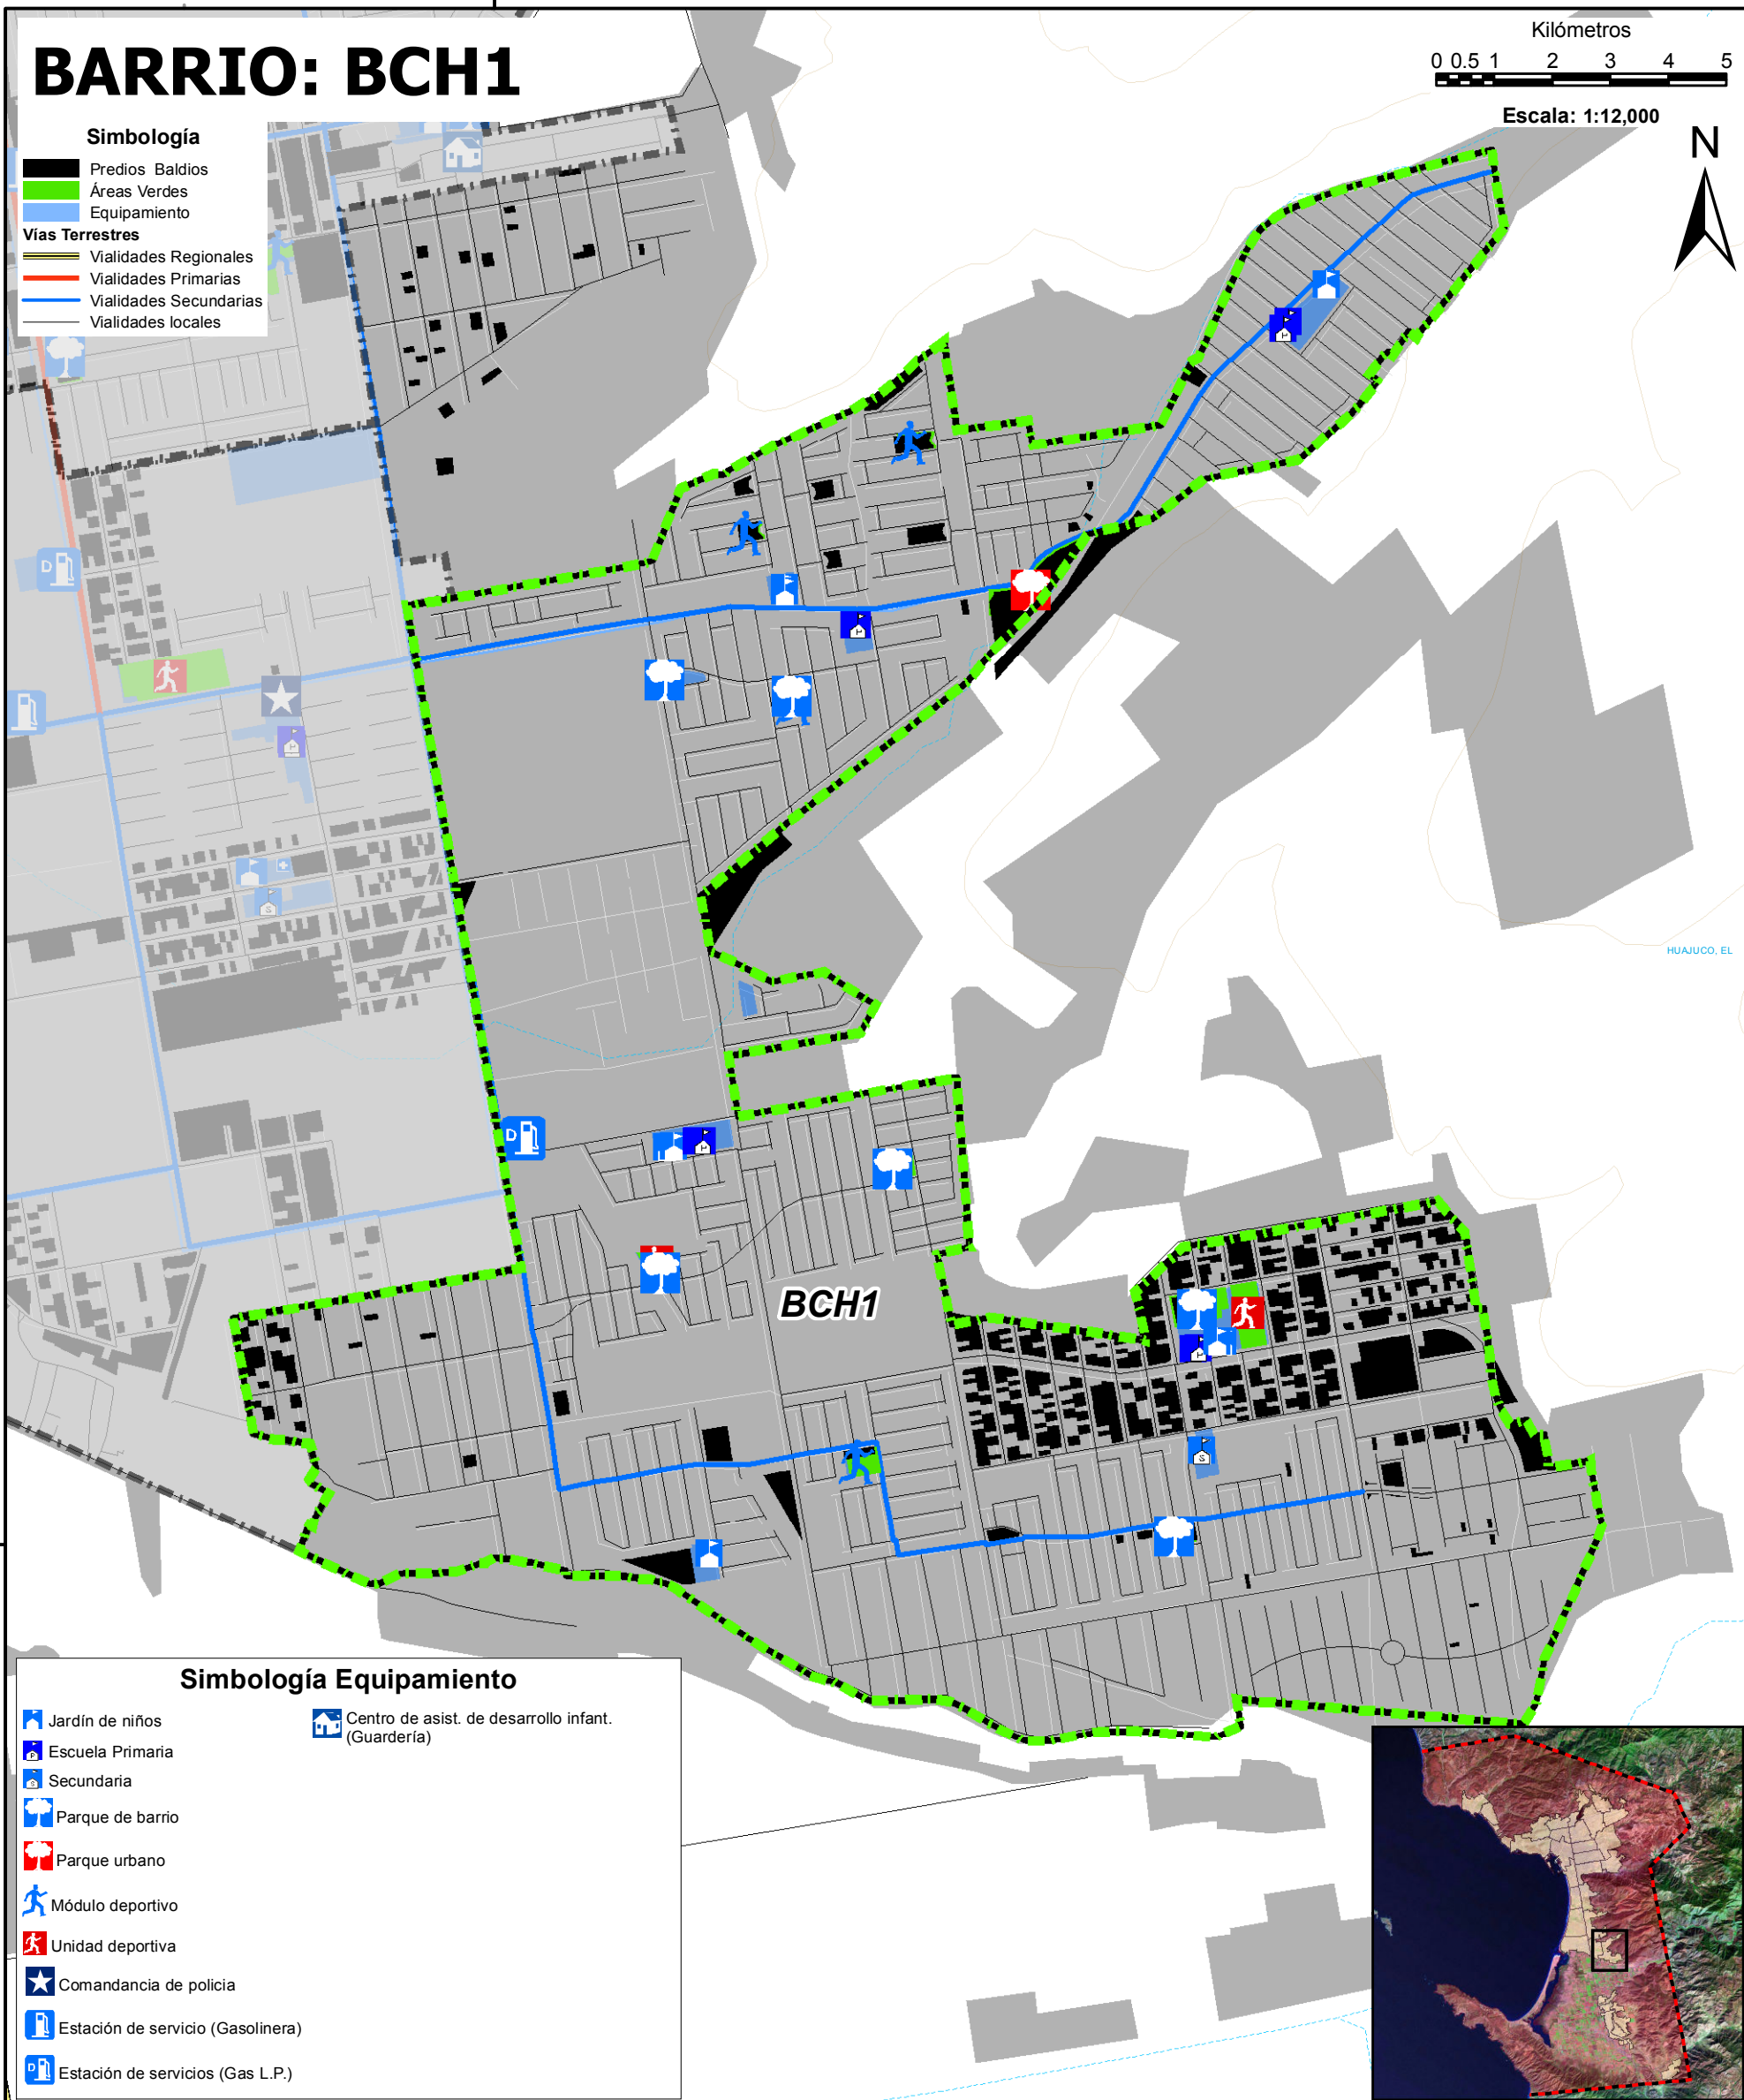 BARRIO: BCH1
Kilómetros
0 0.5 1 2 3 4 5
Escala: 1:12,000
N
Simbología
Predios Baldios
Áreas Verdes
Equipamiento
Vías Terrestres
Vialidades Regionales
Vialidades Primarias
Vialidades Secundarias
Vialidades locales
HUAJUCO, EL
BCH1
Simbología Equipamiento
Jardín de niños
Escuela Primaria
Secundaria
Parque de barrio
Parque urbano
Módulo deportivo
Unidad deportiva
Comandancia de policia
Estación de servicio (Gasolinera)
Estación de servicios (Gas L.P.)
Centro de asist. de desarrollo infant.
(Guardería)